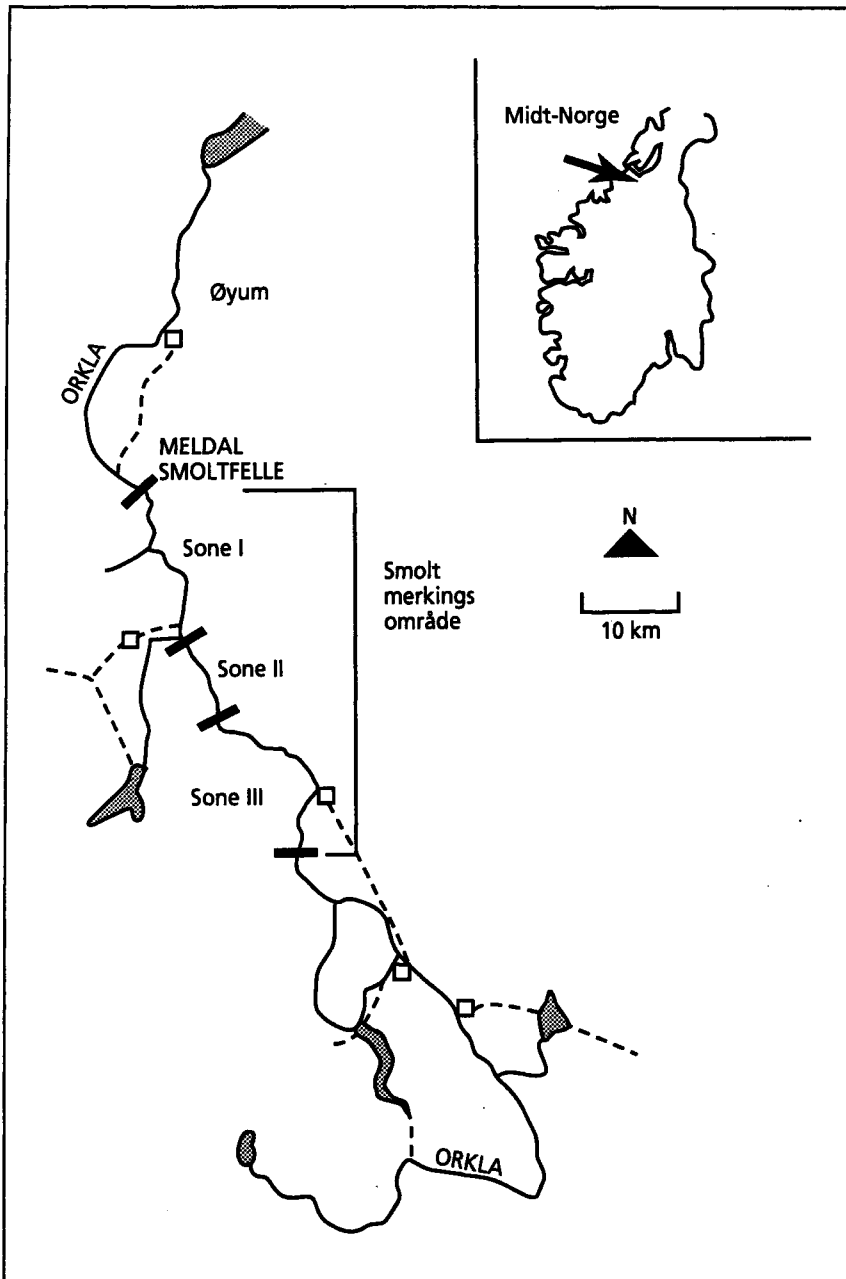 Midt-Norge
Øyum
ORKLA
MELDAL
SMOLTFELLE
Sone I
N
Smolt
merkings
område
10 km
Sone II
Sone III
ORKLA